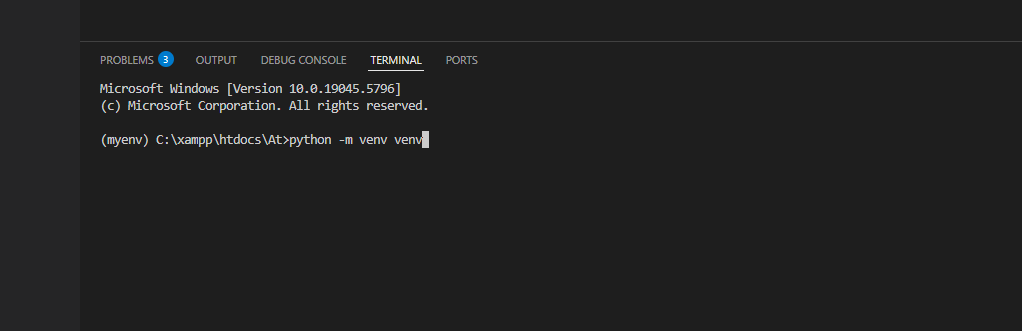 PROBLEMS 3 OUTPUT DEBUG CONSOLE TERMINAL PORTS
Microsoft Windows [Version 10.0.19045.5796]
(c) Microsoft Corporation. All rights reserved.
(myenv) C:\xampp\htdocs\At>python -m venv venv